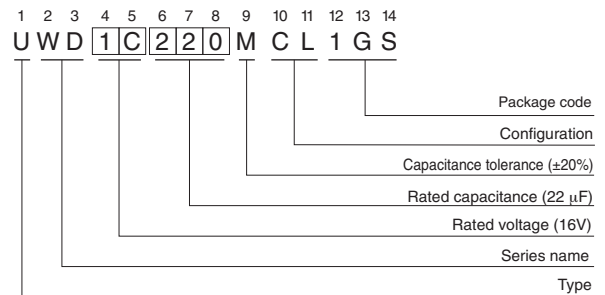 1 2 3 4 5 6 7 8 9 10 11 12 13 14
U W D 1 C 2 2 0 M C L 1 G S
Package code
Configuration
Capacitance tolerance (±20%)
Rated capacitance (22 µF)
Rated voltage (16V)
Series name
Type